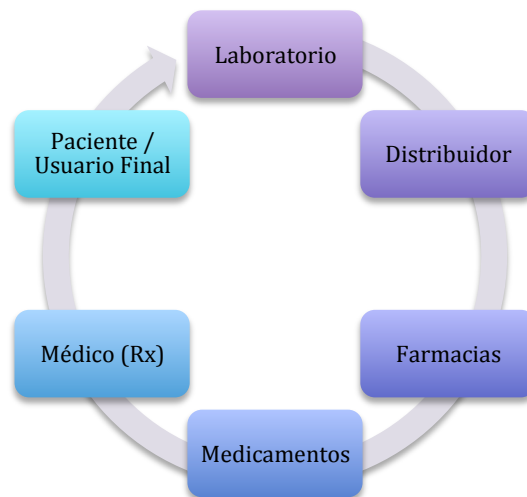 Laboratorio
Distribuidor
Farmacias
Medicamentos
Médico (Rx)
Paciente /
Usuario Final